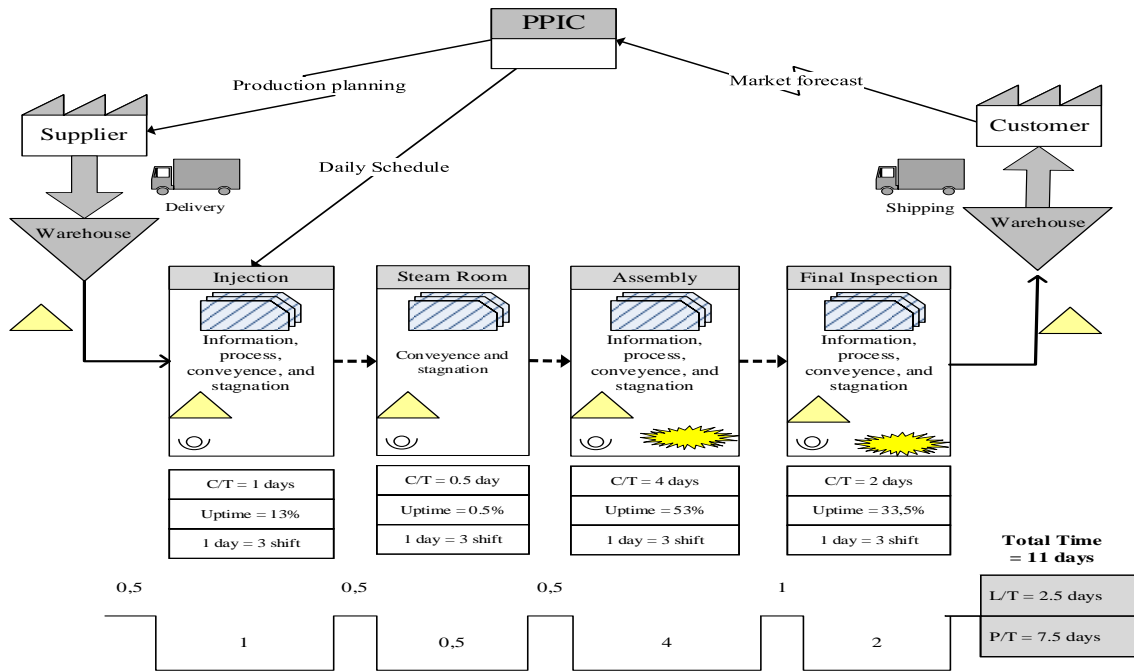 PPIC
Production planning
Market forecast
Supplier
Customer
Daily Schedule
Delivery
Shipping
Warehouse
Warehouse
Injection
Information,
process,
conveyence, and
stagnation
Steam Room
Conveyence and
stagnation
Assembly
Information,
process,
conveyence, and
stagnation
Final Inspection
Information,
process,
conveyence, and
stagnation
C/T = 1 days
Uptime = 13%
1 day = 3 shift
C/T = 0.5 day
Uptime = 0.5%
1 day = 3 shift
C/T = 4 days
Uptime = 53%
1 day = 3 shift
C/T = 2 days
Uptime = 33,5%
1 day = 3 shift
Total Time
= 11 days
0,5
0,5
0,5
1
L/T = 2.5 days
1
0,5
4
2
P/T = 7.5 days